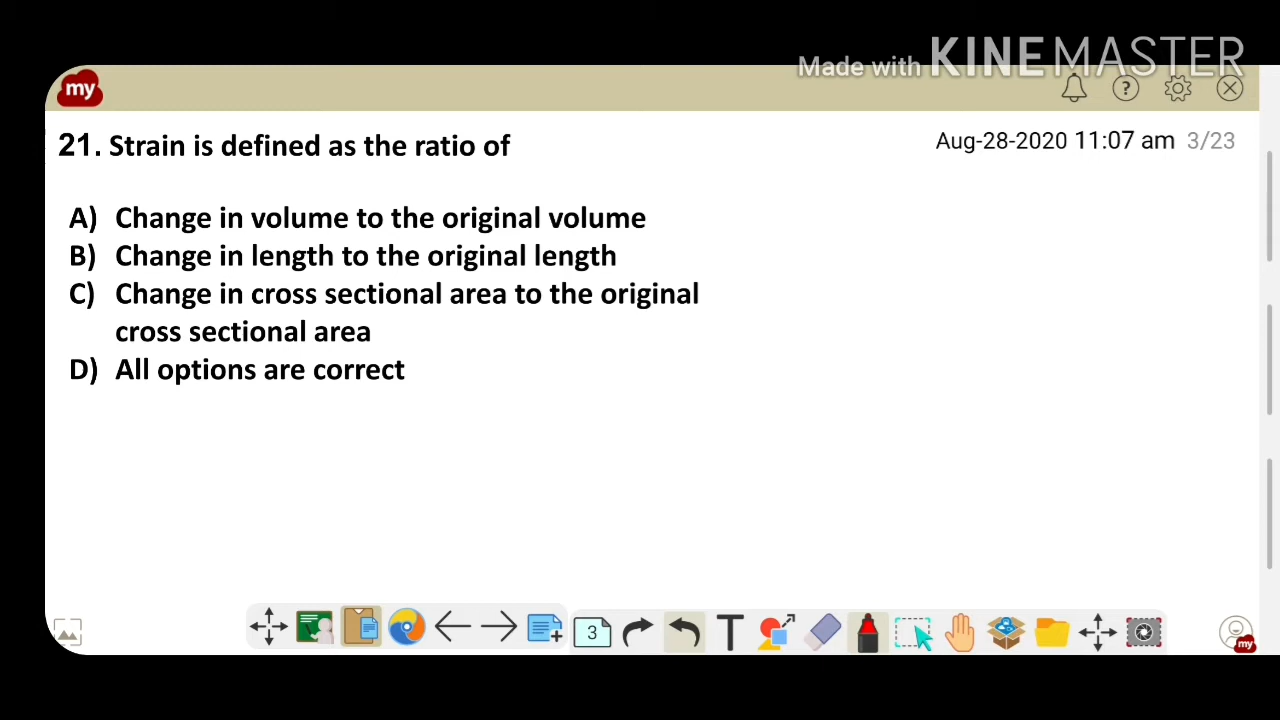 Made with KINEMASTER
my
21. Strain is defined as the ratio of
Aug-28-2020 11:07 am 3/23
A) Change in volume to the original volume
B) Change in length to the original length
C) Change in cross sectional area to the original
cross sectional area
D) All options are correct
3
T
my